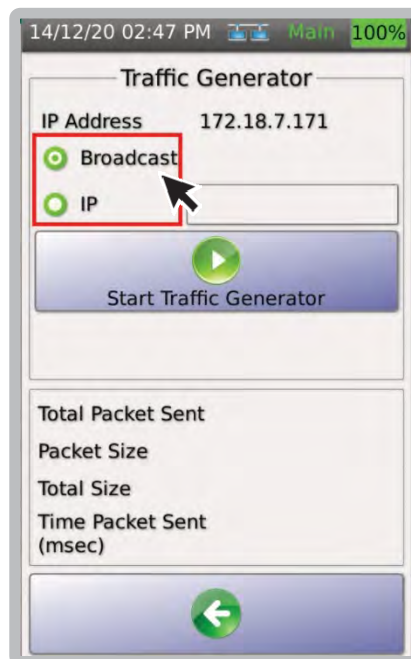 14/12/20 02:47 PM Main 100%
Traffic Generator
IP Address 172.18.7.171
Broadcast
IP
Start Traffic Generator
Total Packet Sent
Packet Size
Total Size
Time Packet Sent
(msec)